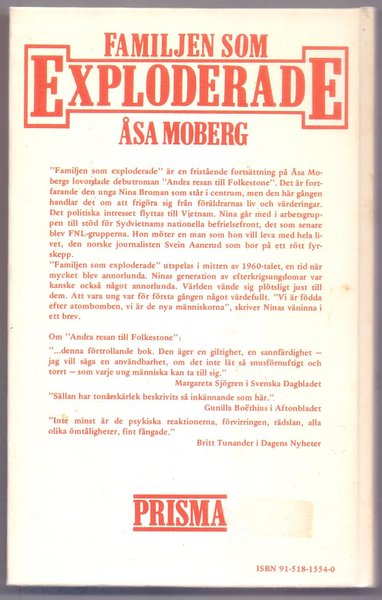 FAMILJEN SOM
EXPLODERADE
ÅSA MOBERG
"Familjen som exploderade" är en fristående fortsättning på Åsa Mo-
bergs lovordade debutroman "Andra resan till Folkestone". Det är fort-
farande den unga Nina Broman som står i centrum, men den här gången
handlar det om att frigöra sig från föräldrarnas liv och värderingar.
Det politiska intresset flyttas till Vietnam. Nina går med i arbetsgrup-
pen till stöd för Sydvietnams nationella befrielsefront, det som senare
blev FNL-grupperna. Hon möter en man som hon vill leva med hela li-
vet, den norske journalisten Svein Aanerud som bor på ett rött fyr-
skepp.
"Familjen som exploderade" utspelas i mitten av 1960-talet, en tid när
mycket blev annorlunda. Ninas generation av efterkrigsungdomar var
kanske också något annorlunda. Världen vände sig plötsligt just till
dem. Att vara ung var för första gången något värdefullt. "Vi är födda
efter atombomben, vi är de nya människorna", skriver Ninas väninna i
ett brev.
Om "Andra resan till Folkestone":
"...denna förtrollande bok. Den äger en giltighet, en sannfärdighet —
jag vill säga en användbarhet, om det inte lät så snusförnuftigt och
torrt — som varje ung människa kan ta till sig."
Margareta Sjögren i Svenska Dagbladet
"Sällan har tonårskärlek beskrivits så inkännande som här."
Gunilla Boëthius i Aftonbladet
"Inte minst är de psykiska reaktionerna, förvirringen, rädslan, alla
olika ömtåligheter, fint fångade."
Britt Tunander i Dagens Nyheter
PRISMA
ISBN 91-518-1554-0